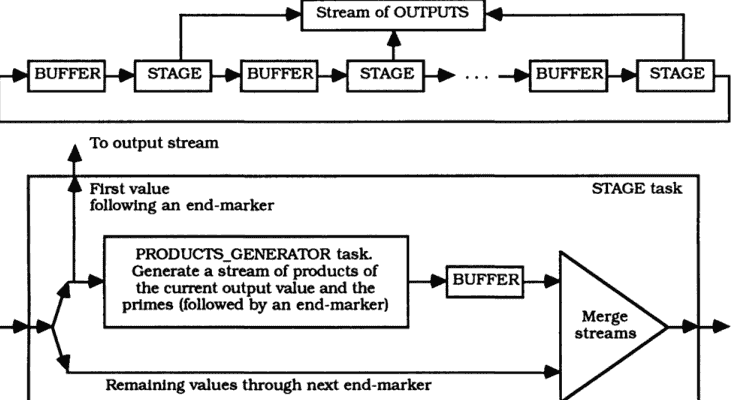 Stream of OUTPUTS
BUFFER
STAGE
BUFFER
STAGE
...
BUFFER
STAGE
To output stream
First value
following an end-marker
STAGE task
PRODUCTS_GENERATOR task.
Generate a stream of products of
the current output value and the
primes (followed by an end-marker)
BUFFER
Merge
streams
Remaining values through next end-marker